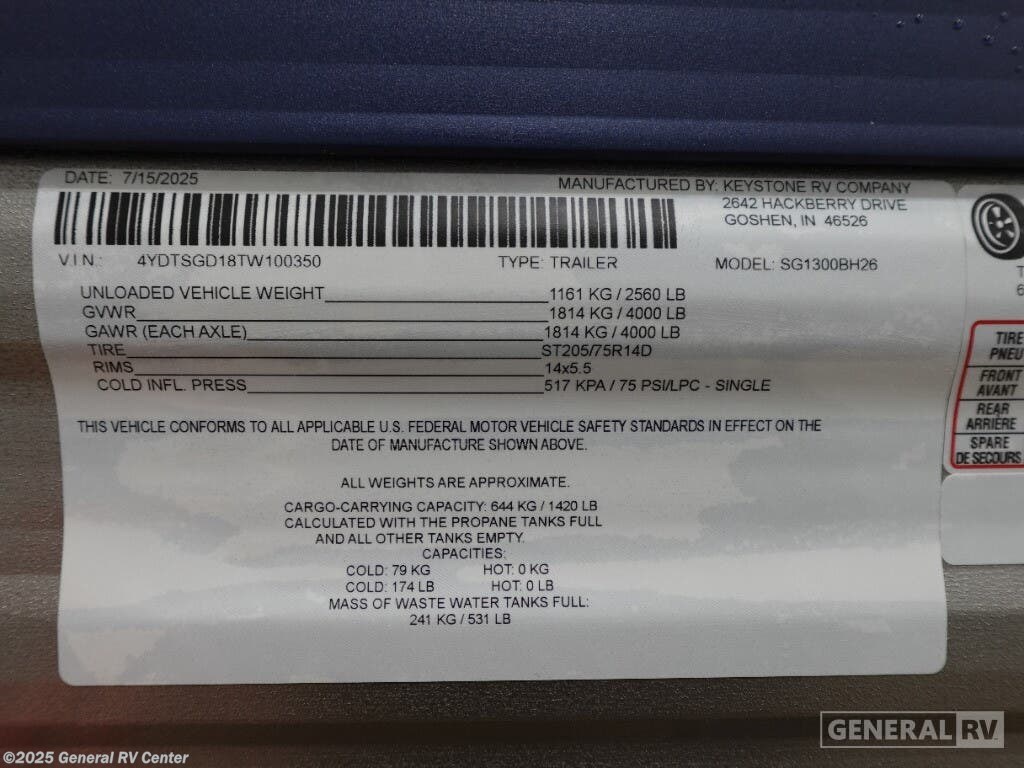 DATE: 7/15/2025
MANUFACTURED BY: KEYSTONE RV COMPANY
2642 HACKBERRY DRIVE
GOSHEN, IN 46526
V.I.N.: 4YDTSGD18TW100350 TYPE: TRAILER MODEL: SG1300BH26
UNLOADED VEHICLE WEIGHT 1161 KG / 2560 LB
GVWR 1814 KG / 4000 LB
GAWR (EACH AXLE) 1814 KG / 4000 LB
TIRE ST205/75R14D
RIMS 14x5.5
COLD INFL. PRESS 517 KPA / 75 PSI/LPC - SINGLE
THIS VEHICLE CONFORMS TO ALL APPLICABLE U.S. FEDERAL MOTOR VEHICLE SAFETY STANDARDS IN EFFECT ON THE
DATE OF MANUFACTURE SHOWN ABOVE.
ALL WEIGHTS ARE APPROXIMATE.
CARGO-CARRYING CAPACITY: 644 KG / 1420 LB
CALCULATED WITH THE PROPANE TANKS FULL
AND ALL OTHER TANKS EMPTY.
CAPACITIES:
COLD: 79 KG HOT: 0 KG
COLD: 174 LB HOT: 0 LB
MASS OF WASTE WATER TANKS FULL:
241 KG / 531 LB
TIRE
PNEU
FRONT
AVANT
REAR
ARRIÈRE
SPARE
DE SECOURS
GENERAL RV
©2025 General RV Center